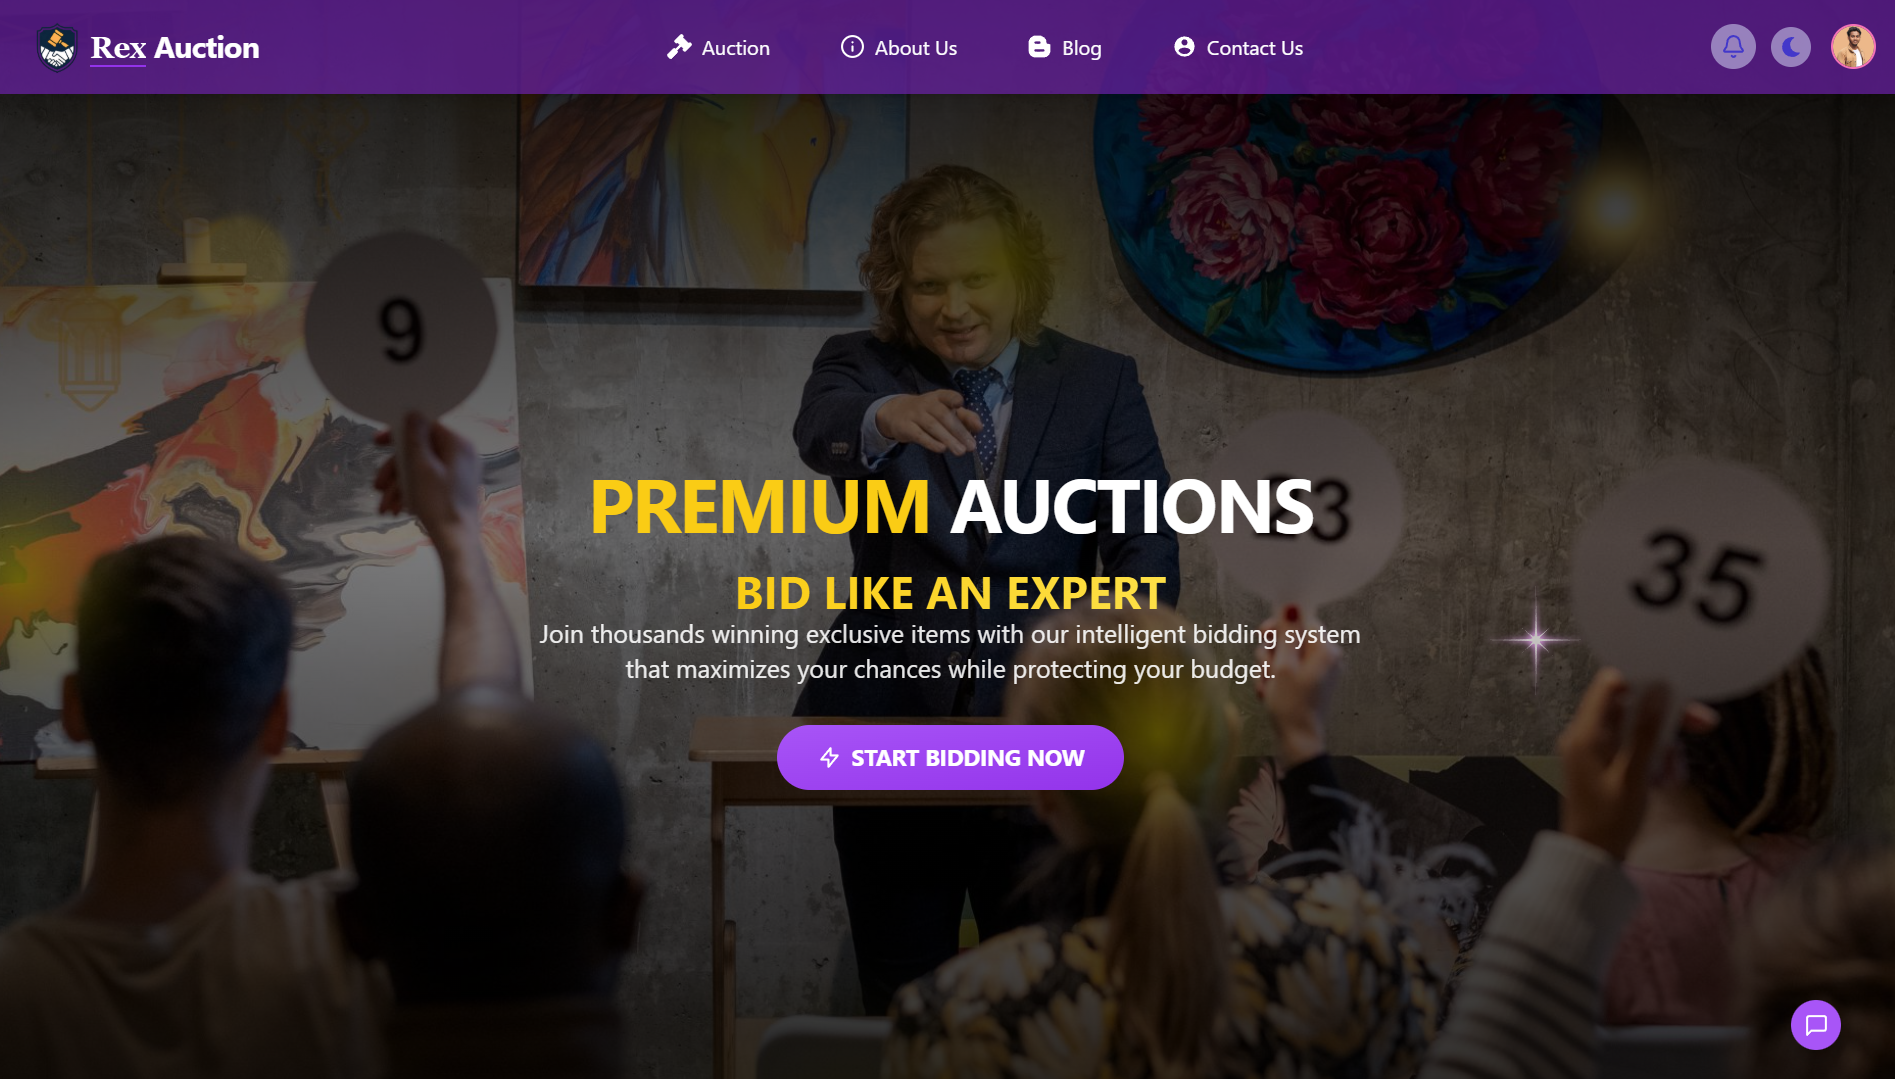 Rex Auction
Auction
About Us
Blog
Contact Us
9
3
35
PREMIUM AUCTIONS
BID LIKE AN EXPERT
Join thousands winning exclusive items with our intelligent bidding system
that maximizes your chances while protecting your budget.
START BIDDING NOW